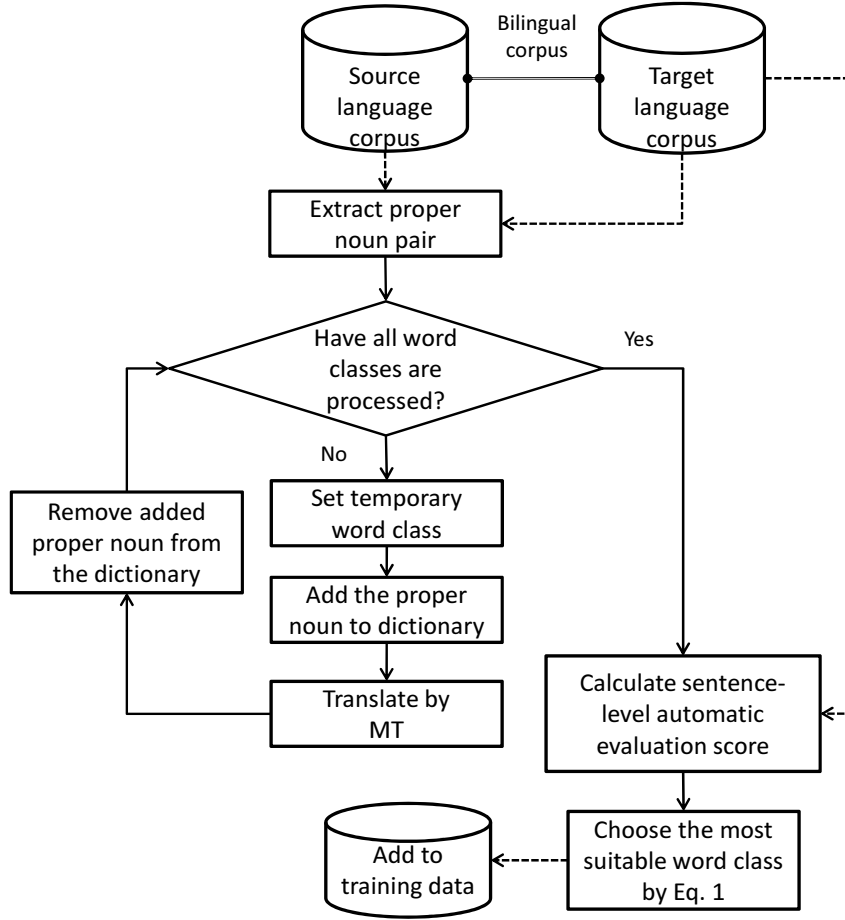 Bilingual
corpus
Source
language
corpus
Target
language
corpus
Extract proper
noun pair
Have all word
classes are
processed?
Yes
No
Set temporary
word class
Remove added
proper noun from
the dictionary
Add the proper
noun to dictionary
Translate by
MT
Calculate sentence-
level automatic
evaluation score
Choose the most
suitable word class
by Eq. 1
Add to
training data